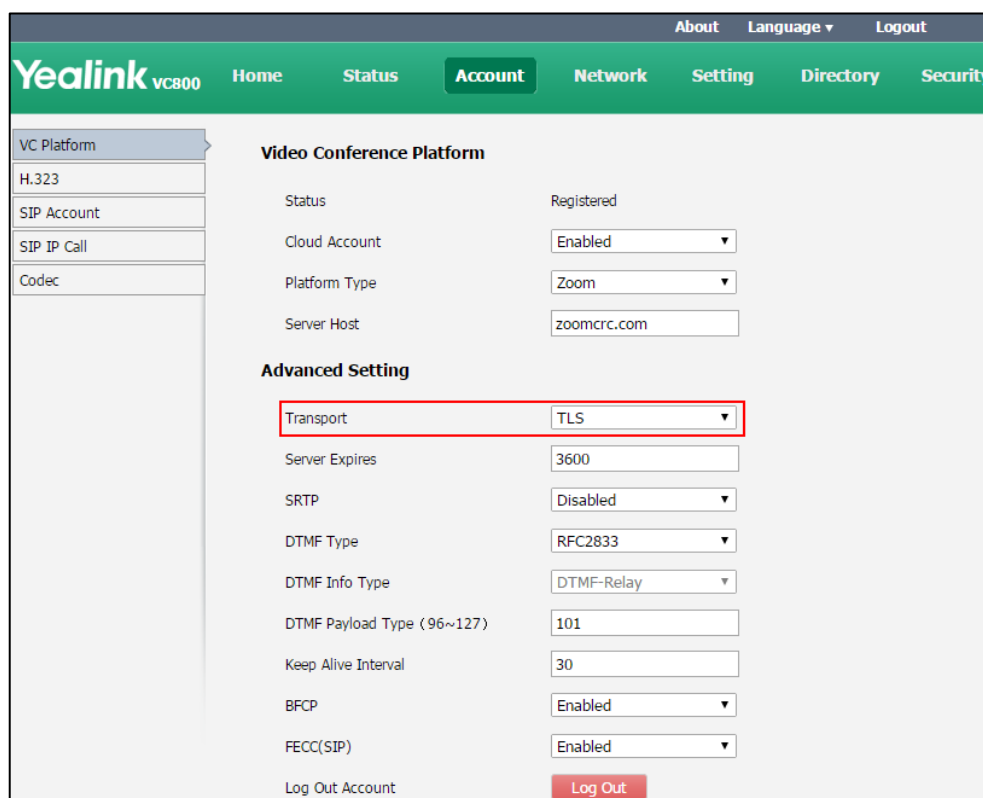 About Language ▾ Logout
Yealink VC800 Home Status Account Network Setting Directory Security
VC Platform
H.323
SIP Account
SIP IP Call
Codec
Video Conference Platform
Status Registered
Cloud Account Enabled
Platform Type Zoom
Server Host zoomcrc.com
Advanced Setting
Transport TLS
Server Expires 3600
SRTP Disabled
DTMF Type RFC2833
DTMF Info Type DTMF-Relay
DTMF Payload Type (96~127) 101
Keep Alive Interval 30
BFCP Enabled
FECC(SIP) Enabled
Log Out Account Log Out